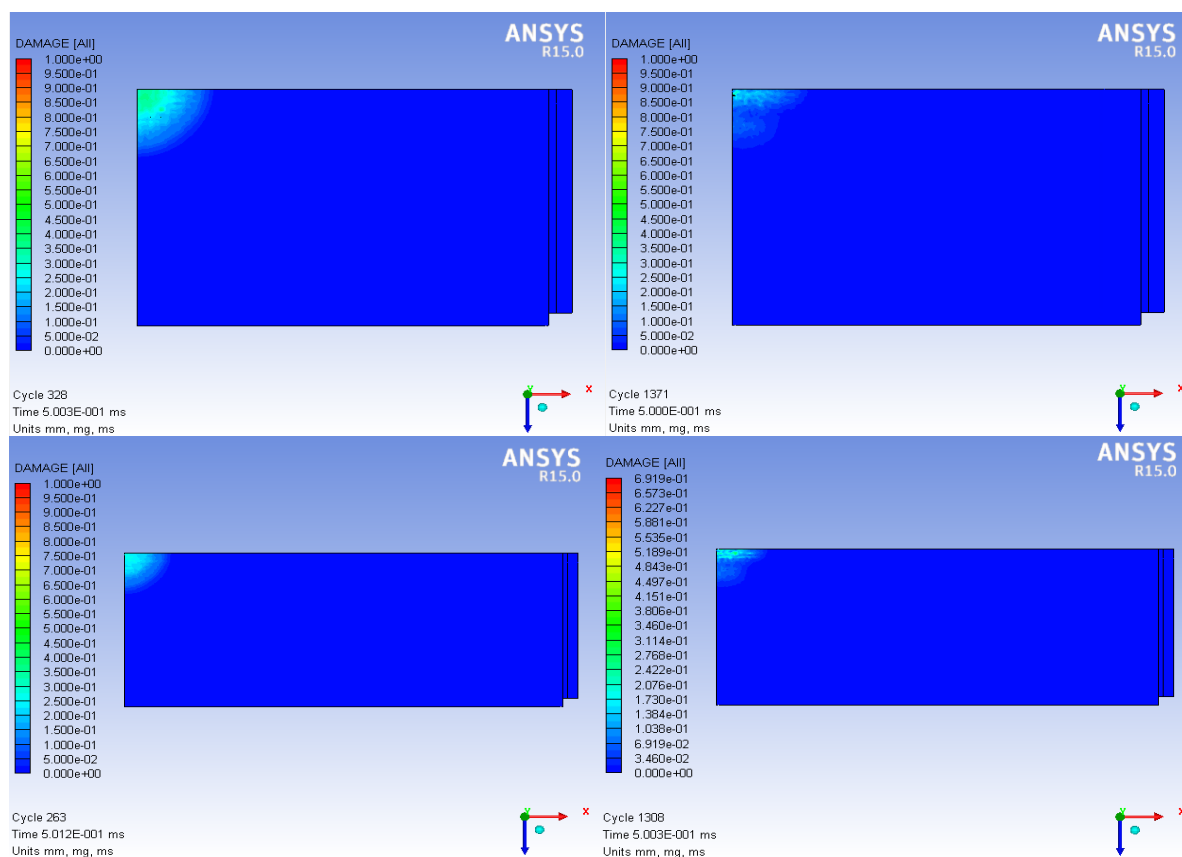 ANSYS
R15.0
DAMAGE [All]
1.000e+00
9.500e-01
9.000e-01
8.500e-01
8.000e-01
7.500e-01
7.000e-01
6.500e-01
6.000e-01
5.500e-01
5.000e-01
4.500e-01
4.000e-01
3.500e-01
3.000e-01
2.500e-01
2.000e-01
1.500e-01
1.000e-01
5.000e-02
0.000e+00
Cycle 328
Time 5.003E-001 ms
Units mm, mg, ms
Y
X
ANSYS
R15.0
DAMAGE [All]
1.000e+00
9.500e-01
9.000e-01
8.500e-01
8.000e-01
7.500e-01
7.000e-01
6.500e-01
6.000e-01
5.500e-01
5.000e-01
4.500e-01
4.000e-01
3.500e-01
3.000e-01
2.500e-01
2.000e-01
1.500e-01
1.000e-01
5.000e-02
0.000e+00
Cycle 1371
Time 5.000E-001 ms
Units mm, mg, ms
Y
X
ANSYS
R15.0
DAMAGE [All]
1.000e+00
9.500e-01
9.000e-01
8.500e-01
8.000e-01
7.500e-01
7.000e-01
6.500e-01
6.000e-01
5.500e-01
5.000e-01
4.500e-01
4.000e-01
3.500e-01
3.000e-01
2.500e-01
2.000e-01
1.500e-01
1.000e-01
5.000e-02
0.000e+00
Cycle 263
Time 5.012E-001 ms
Units mm, mg, ms
Y
X
ANSYS
R15.0
DAMAGE [All]
6.919e-01
6.573e-01
6.227e-01
5.881e-01
5.535e-01
5.189e-01
4.843e-01
4.497e-01
4.151e-01
3.806e-01
3.460e-01
3.114e-01
2.768e-01
2.422e-01
2.076e-01
1.730e-01
1.384e-01
1.038e-01
6.919e-02
3.460e-02
0.000e+00
Cycle 1308
Time 5.003E-001 ms
Units mm, mg, ms
Y
X